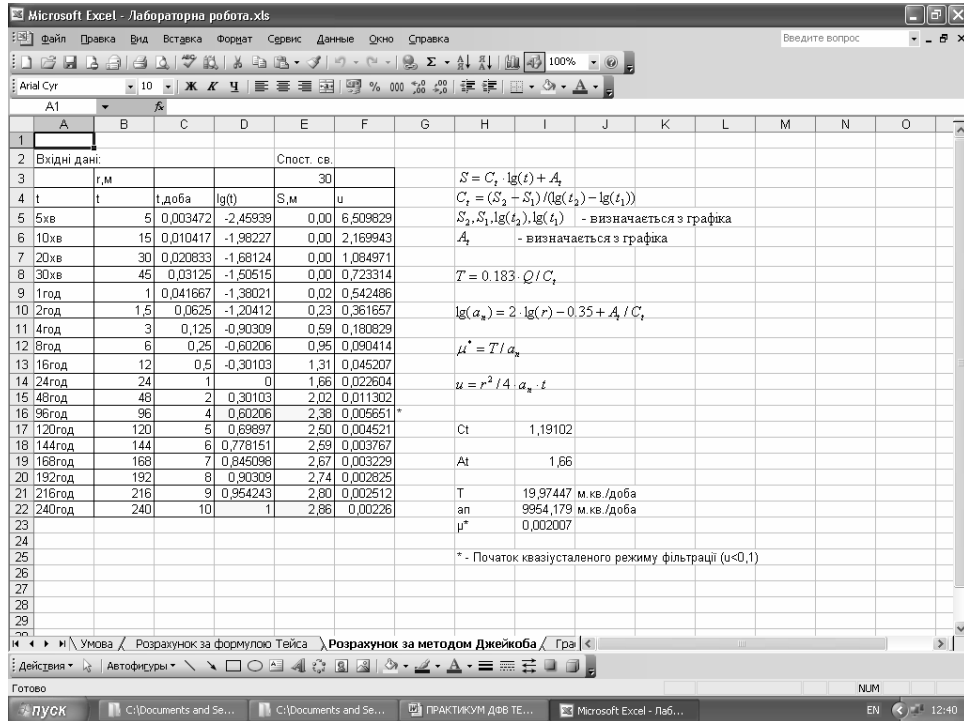 Microsoft Excel - Лабораторна робота.xls
Файл Правка Вид Вставка Формат Сервис Данные Окно Справка Введите вопрос
100%
Arial Cyr 10 Ж К Ч % 000
A1 fx
A B C D E F G H I J K L M N O
1
2 Вхідні дані: Спост. св.
3 r,м 30 S = C_t · lg(t) + A_t
4 t t t,доба lg(t) S,м u C_t = (S_2 − S_1)/(lg(t_2) − lg(t_1))
5 5хв 5 0,003472 -2,45939 0,00 6,509829 S_2, S_1, lg(t_2), lg(t_1) - визначається з графіка
6 10хв 15 0,010417 -1,98227 0,00 2,169943 A_t - визначається з графіка
7 20хв 30 0,020833 -1,68124 0,00 1,084971
8 30хв 45 0,03125 -1,50515 0,00 0,723314 T = 0.183 · Q / C_t
9 1год 1 0,041667 -1,38021 0,02 0,542486
10 2год 1,5 0,0625 -1,20412 0,23 0,361657 lg(a_n) = 2 · lg(r) − 0.35 + A_t / C_t
11 4год 3 0,125 -0,90309 0,59 0,180829
12 8год 6 0,25 -0,60206 0,95 0,090414 μ* = T / a_n
13 16год 12 0,5 -0,30103 1,31 0,045207
14 24год 24 1 0 1,66 0,022604 u = r² / 4 · a_n · t
15 48год 48 2 0,30103 2,02 0,011302
16 96год 96 4 0,60206 2,38 0,005651 *
17 120год 120 5 0,69897 2,50 0,004521 Ct 1,19102
18 144год 144 6 0,778151 2,59 0,003767
19 168год 168 7 0,845098 2,67 0,003229 At 1,66
20 192год 192 8 0,90309 2,74 0,002825
21 216год 216 9 0,954243 2,80 0,002512 T 19,97447 м.кв./доба
22 240год 240 10 1 2,86 0,00226 aп 9954,179 м.кв./доба
23 μ* 0,002007
24
25 * - Початок квазіусталеного режиму фільтрації (u<0,1)
26
27
28
29
Умова Розрахунок за формулою Тейса Розрахунок за методом Джейкоба Гра
Действия Автофигуры
Готово NUM
пуск C:\Documents and Se... C:\Documents and Se... ПРАКТИКУМ ДФВ ТЕ... Microsoft Excel - Лаб... EN 12:40